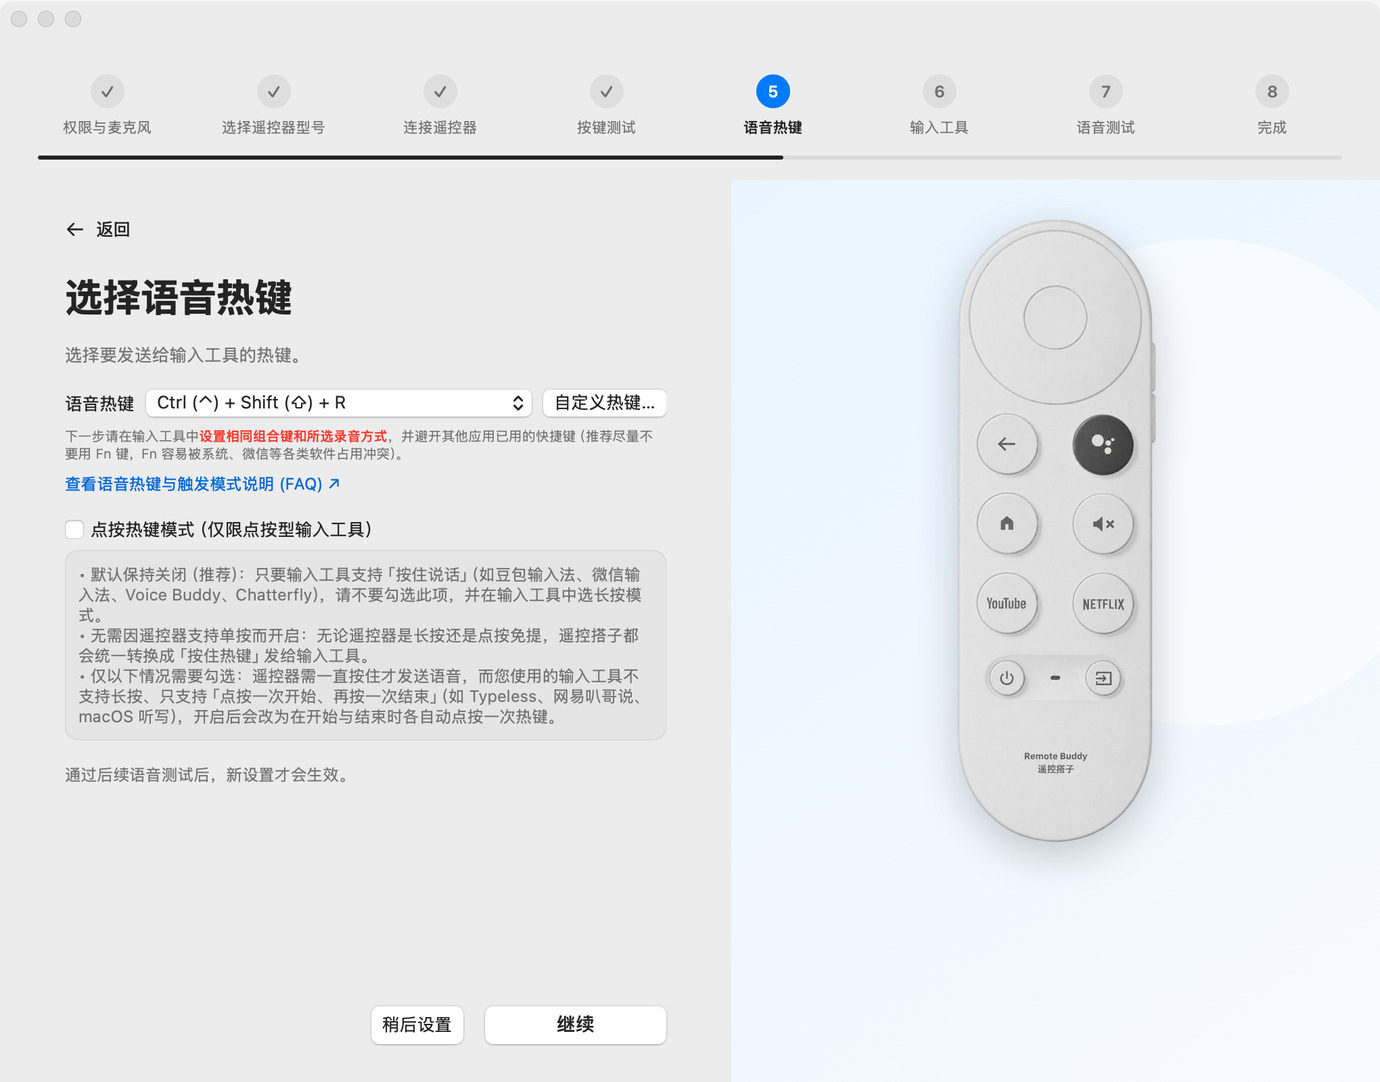 权限与麦克风
选择遥控器型号
连接遥控器
按键测试
5
语音热键
6
输入工具
7
语音测试
8
完成
← 返回
选择语音热键
选择要发送给输入工具的热键。
语音热键 Ctrl (^) + Shift (⇧) + R 自定义热键...
下一步请在输入工具中设置相同组合键和所选录音方式，并避开其他应用已用的快捷键（推荐尽量不
要用 Fn 键，Fn 容易被系统、微信等各类软件占用冲突）。
查看语音热键与触发模式说明 (FAQ) ↗
点按热键模式（仅限点按型输入工具）
• 默认保持关闭（推荐）：只要输入工具支持「按住说话」（如豆包输入法、微信输
入法、Voice Buddy、Chatterfly），请不要勾选此项，并在输入工具中选长按模
式。
• 无需因遥控器支持单按而开启：无论遥控器是长按还是点按免提，遥控搭子都
会统一转换成「按住热键」发给输入工具。
• 仅以下情况需要勾选：遥控器需一直按住才发送语音，而您使用的输入工具不
支持长按、只支持「点按一次开始、再按一次结束」（如 Typeless、网易叭哥说、
macOS 听写），开启后会改为在开始与结束时各自动点按一次热键。
通过后续语音测试后，新设置才会生效。
稍后设置
继续
YouTube
NETFLIX
Remote Buddy
遥控搭子